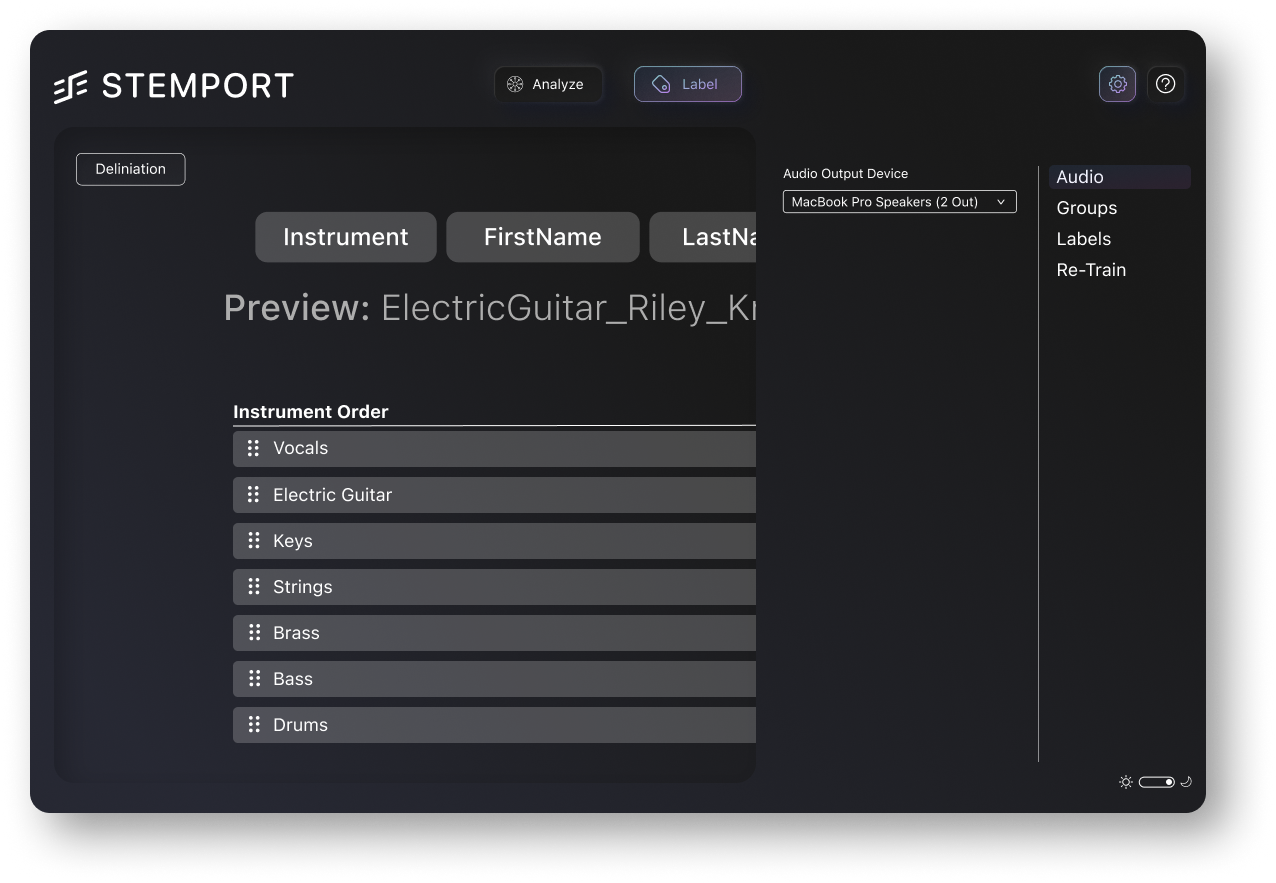 STEMPORT
Analyze
Label
Deliniation
Instrument
FirstName
LastNa
Preview: ElectricGuitar_Riley_Kr
Instrument Order
Vocals
Electric Guitar
Keys
Strings
Brass
Bass
Drums
Audio Output Device
MacBook Pro Speakers (2 Out)
Audio
Groups
Labels
Re-Train